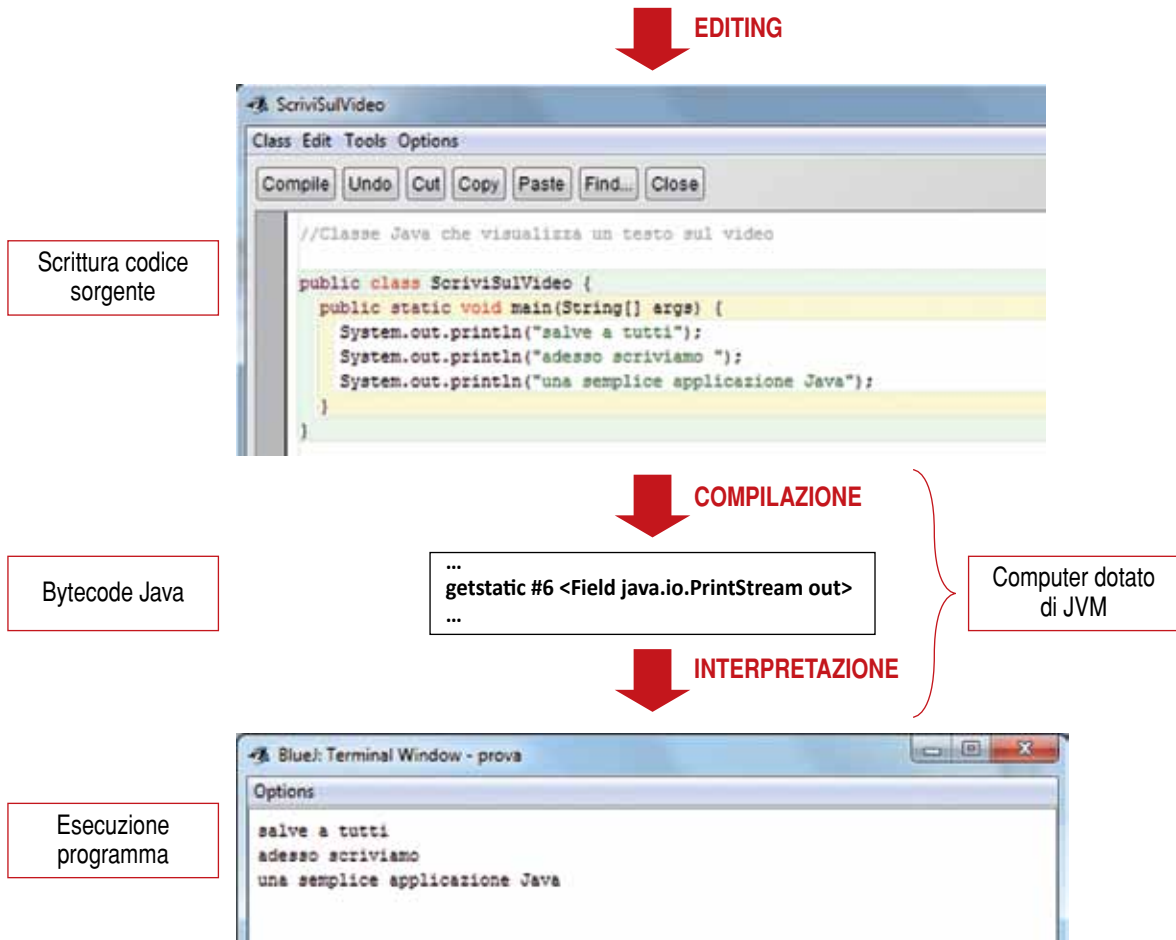 EDITING
ScriviSulVideo
Class Edit Tools Options
Compile Undo Cut Copy Paste Find... Close
//Classe Java che visualizza un testo sul video
Scrittura codice
sorgente
public class ScriviSulVideo {
public static void main(String[] args) {
System.out.println("salve a tutti");
System.out.println("adesso scriviamo ");
System.out.println("una semplice applicazione Java");
}
}
COMPILAZIONE
Bytecode Java
...
getstatic #6 <Field java.io.PrintStream out>
...
Computer dotato
di JVM
INTERPRETAZIONE
BlueJ: Terminal Window - prova
Options
Esecuzione
programma
salve a tutti
adesso scriviamo
una semplice applicazione Java